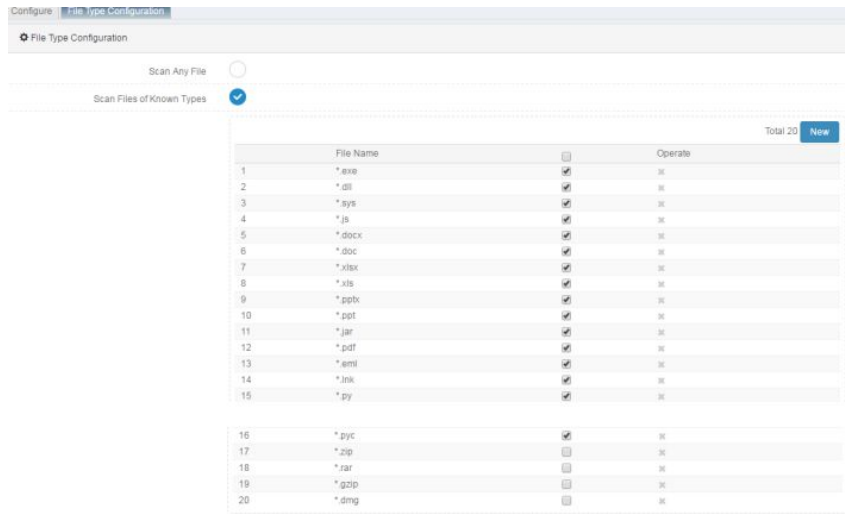 Configure File Type Configuration
File Type Configuration
Scan Any File
Scan Files of Known Types
Total 20 New
File Name Operate
1 *.exe
2 *.dll
3 *.sys
4 *.js
5 *.docx
6 *.doc
7 *.xlsx
8 *.xls
9 *.pptx
10 *.ppt
11 *.jar
12 *.pdf
13 *.eml
14 *.lnk
15 *.py
16 *.pyc
17 *.zip
18 *.rar
19 *.gzip
20 *.dmg